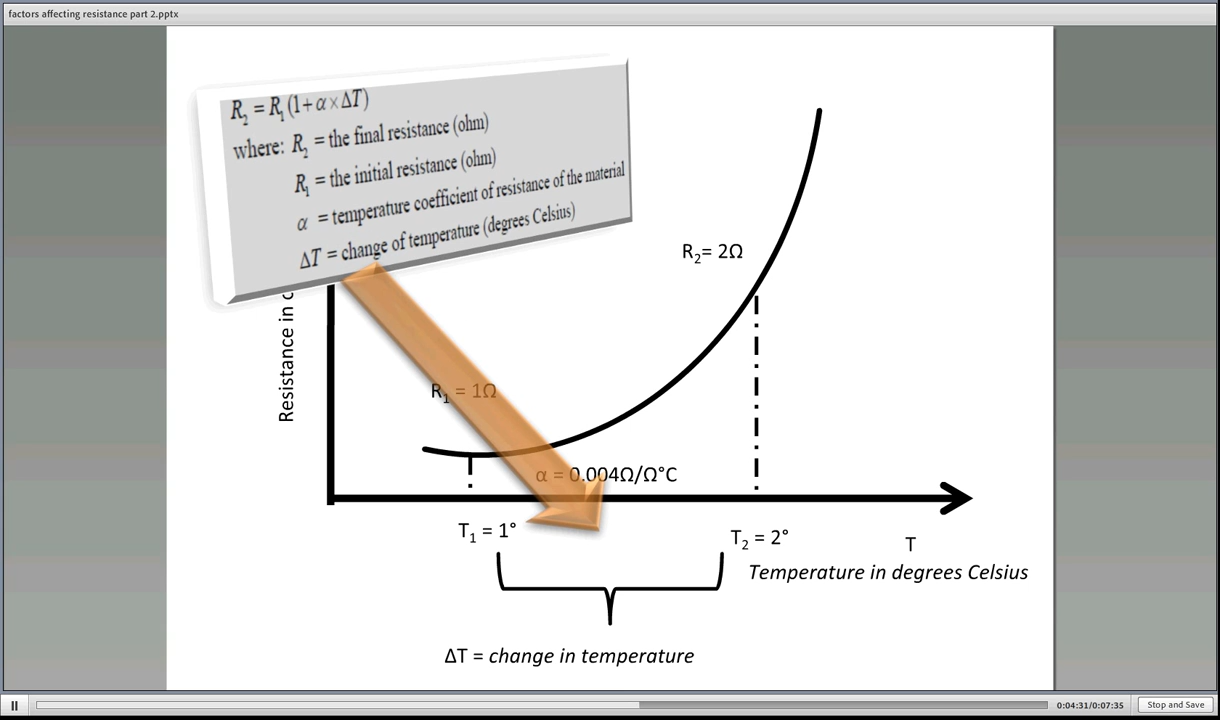 factors affecting resistance part 2.pptx
R₂ = R₁ (1+α×ΔT)
where: R₂ = the final resistance (ohm)
R₁ = the initial resistance (ohm)
α = temperature coefficient of resistance of the material
ΔT = change of temperature (degrees Celsius)
R₂= 2Ω
Resistance in
R₁ = 1Ω
α = 0.004Ω/Ω°C
T₁ = 1°
T₂ = 2°
T
Temperature in degrees Celsius
ΔT = change in temperature
0:04:31/0:07:35
Stop and Save